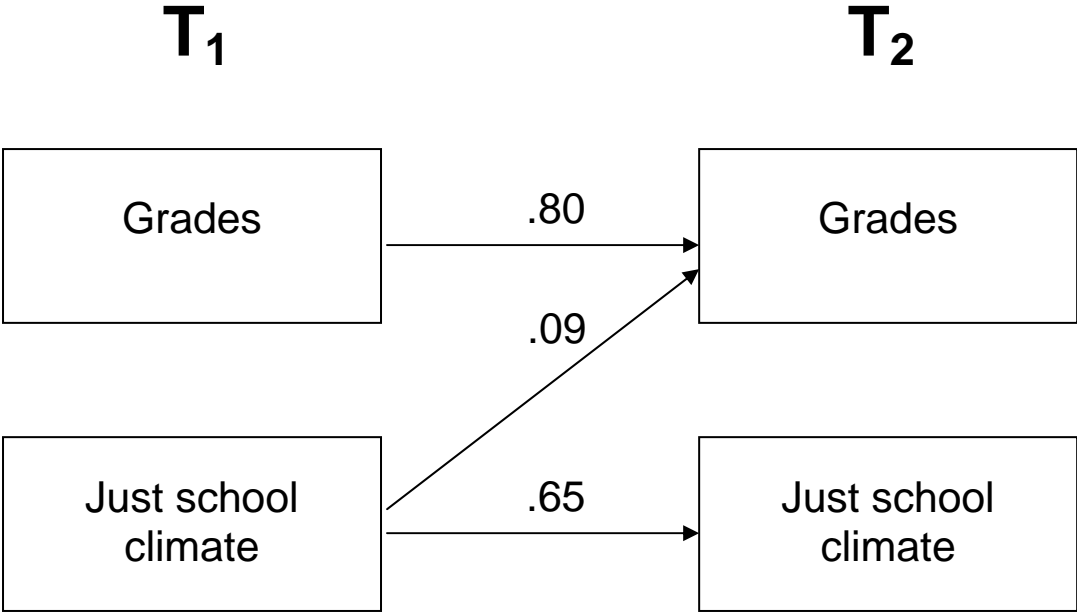 T₁
T₂
Grades
.80
Grades
.09
Just school
climate
.65
Just school
climate